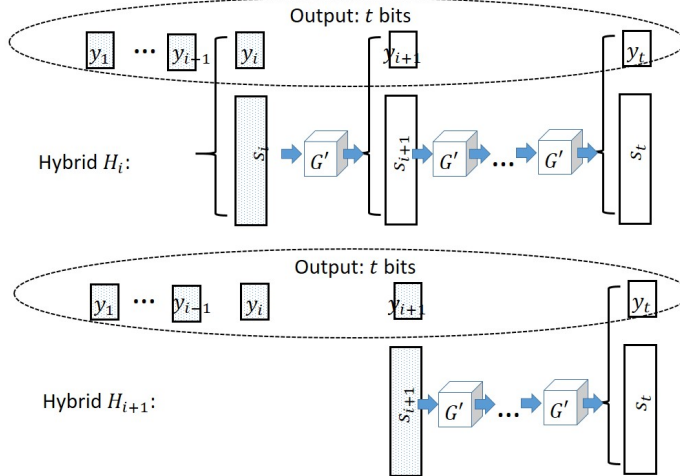 Output: t bits
y₁ ... yᵢ₋₁ yᵢ yᵢ₊₁ yₜ
Hybrid Hᵢ: sᵢ G′ sᵢ₊₁ G′ ... G′ sₜ
Output: t bits
y₁ ... yᵢ₋₁ yᵢ yᵢ₊₁ yₜ
Hybrid Hᵢ₊₁: sᵢ₊₁ G′ ... G′ sₜ